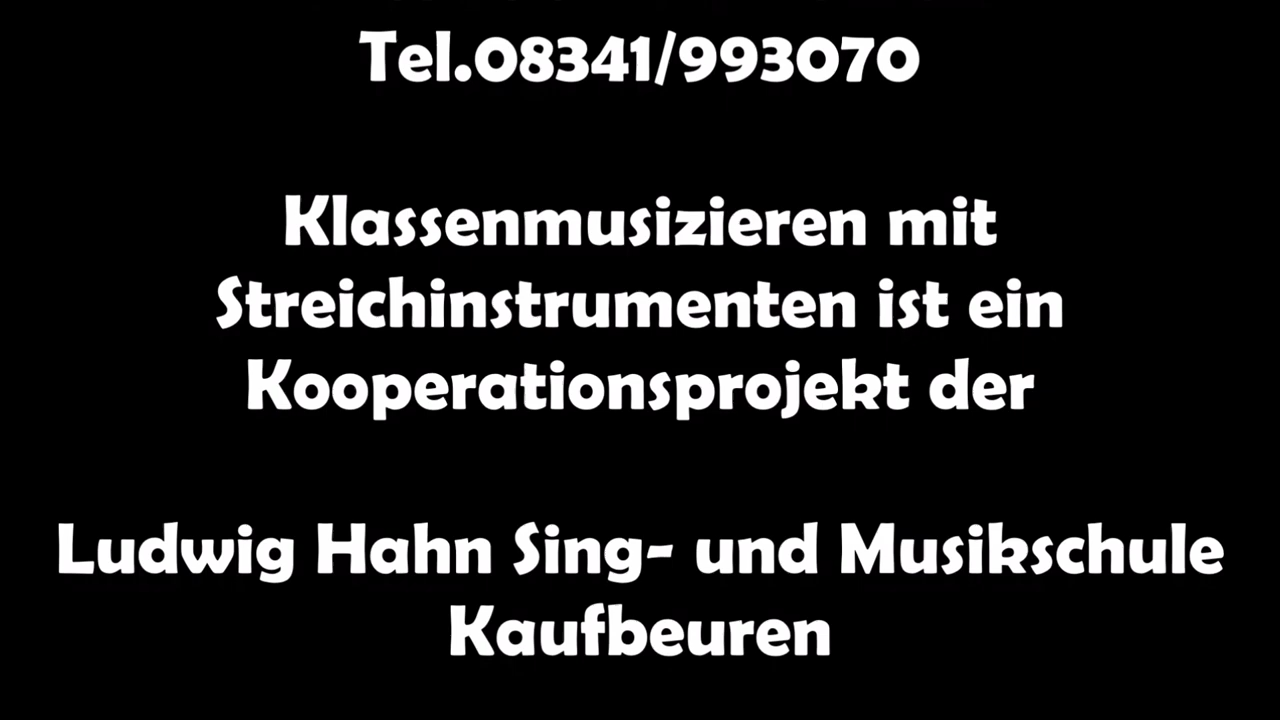 Tel.08341/993070
Klassenmusizieren mit
Streichinstrumenten ist ein
Kooperationsprojekt der
Ludwig Hahn Sing- und Musikschule
Kaufbeuren